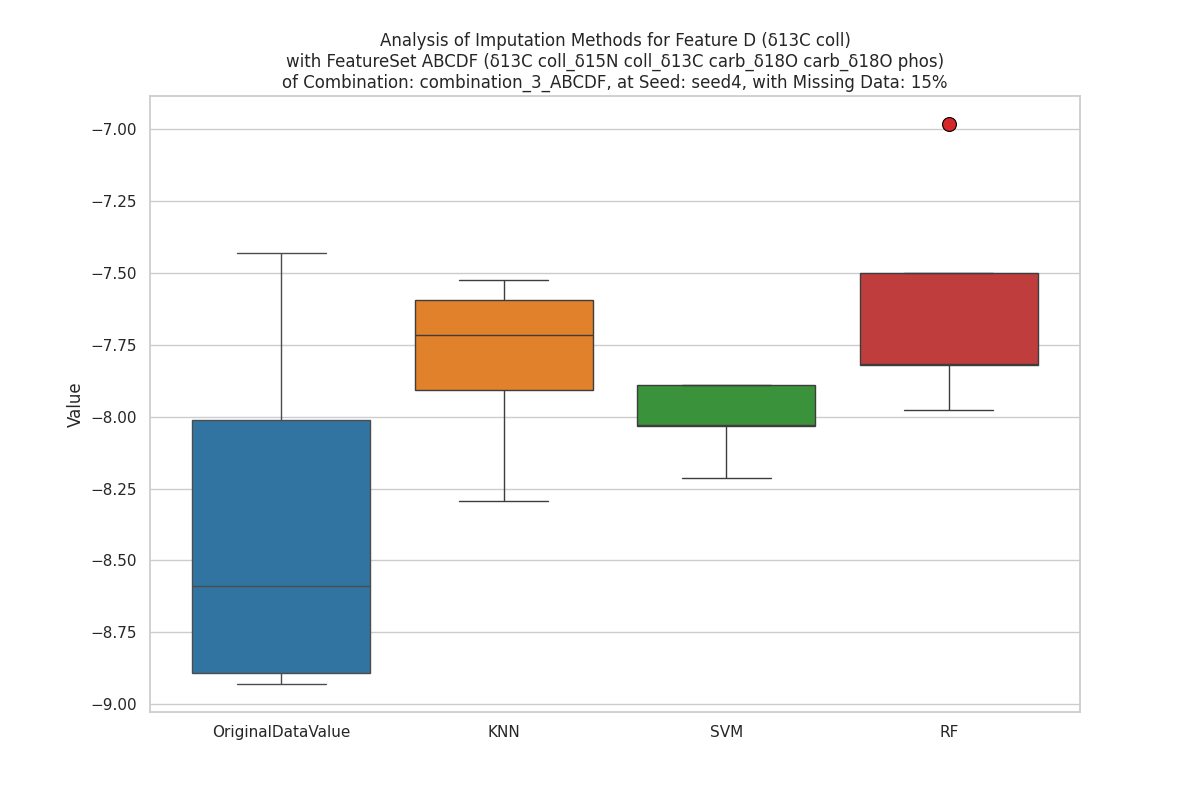 Analysis of Imputation Methods for Feature D (δ13C coll)
with FeatureSet ABCDF (δ13C coll_δ15N coll_δ13C carb_δ18O carb_δ18O phos)
of Combination: combination_3_ABCDF, at Seed: seed4, with Missing Data: 15%
−7.00
−7.25
−7.50
−7.75
−8.00
−8.25
−8.50
−8.75
−9.00
Value
OriginalDataValue
KNN
SVM
RF